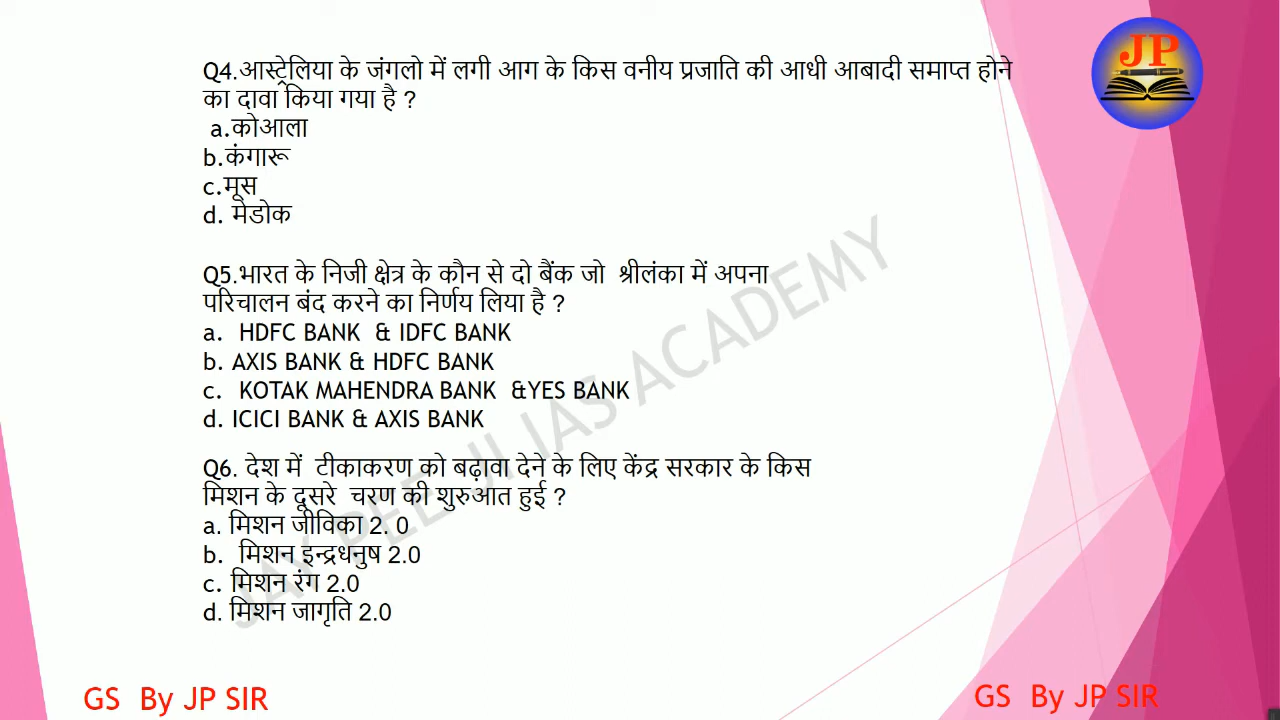 JP
Q4.आस्ट्रेलिया के जंगलो में लगी आग के किस वनीय प्रजाति की आधी आबादी समाप्त होने
का दावा किया गया है ?
a.कोआला
b.कंगारू
c.मूस
d. मेडोक
Q5.भारत के निजी क्षेत्र के कौन से दो बैंक जो श्रीलंका में अपना
परिचालन बंद करने का निर्णय लिया है ?
a. HDFC BANK & IDFC BANK
b. AXIS BANK & HDFC BANK
c. KOTAK MAHENDRA BANK &YES BANK
d. ICICI BANK & AXIS BANK
Q6. देश में टीकाकरण को बढ़ावा देने के लिए केंद्र सरकार के किस
मिशन के दूसरे चरण की शुरुआत हुई ?
a. मिशन जीविका 2. 0
b. मिशन इन्द्रधनुष 2.0
c. मिशन रंग 2.0
d. मिशन जागृति 2.0
JAY PEE JI IAS ACADEMY
GS By JP SIR
GS By JP SIR